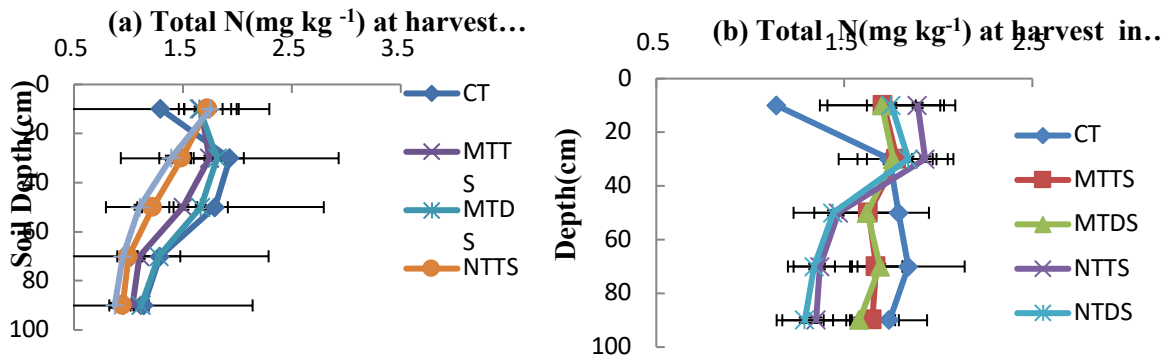 (a) Total N(mg kg -1) at harvest…
0.5 1.5 2.5 3.5
0
20
40
60
80
100
Soil Depth(cm)
CT
MTT
S
MTD
S
NTTS
(b) Total N(mg kg-1) at harvest in..
0.5 1.5 2.5
0
20
40
60
80
100
Depth(cm)
CT
MTTS
MTDS
NTTS
NTDS